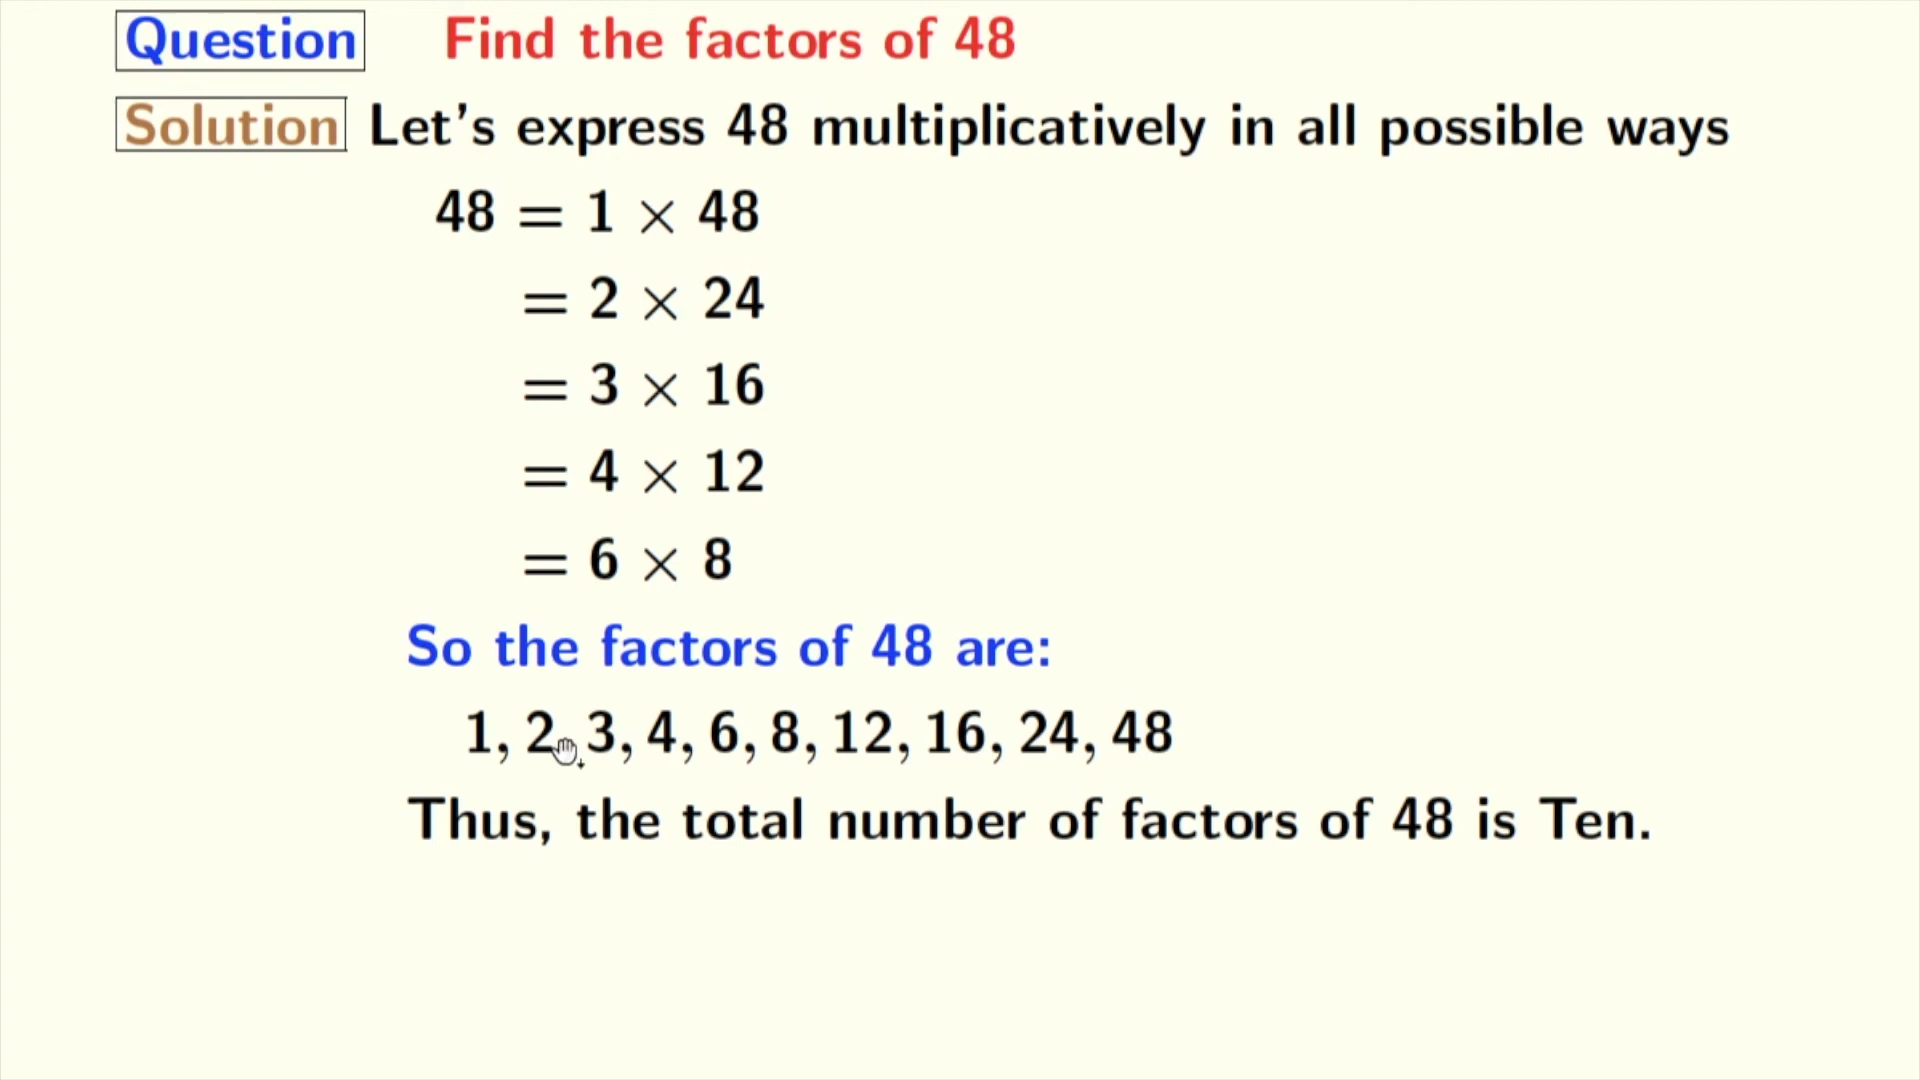 Question Find the factors of 48
Solution Let's express 48 multiplicatively in all possible ways
48 = 1 × 48
= 2 × 24
= 3 × 16
= 4 × 12
= 6 × 8
So the factors of 48 are:
1, 2, 3, 4, 6, 8, 12, 16, 24, 48
Thus, the total number of factors of 48 is Ten.